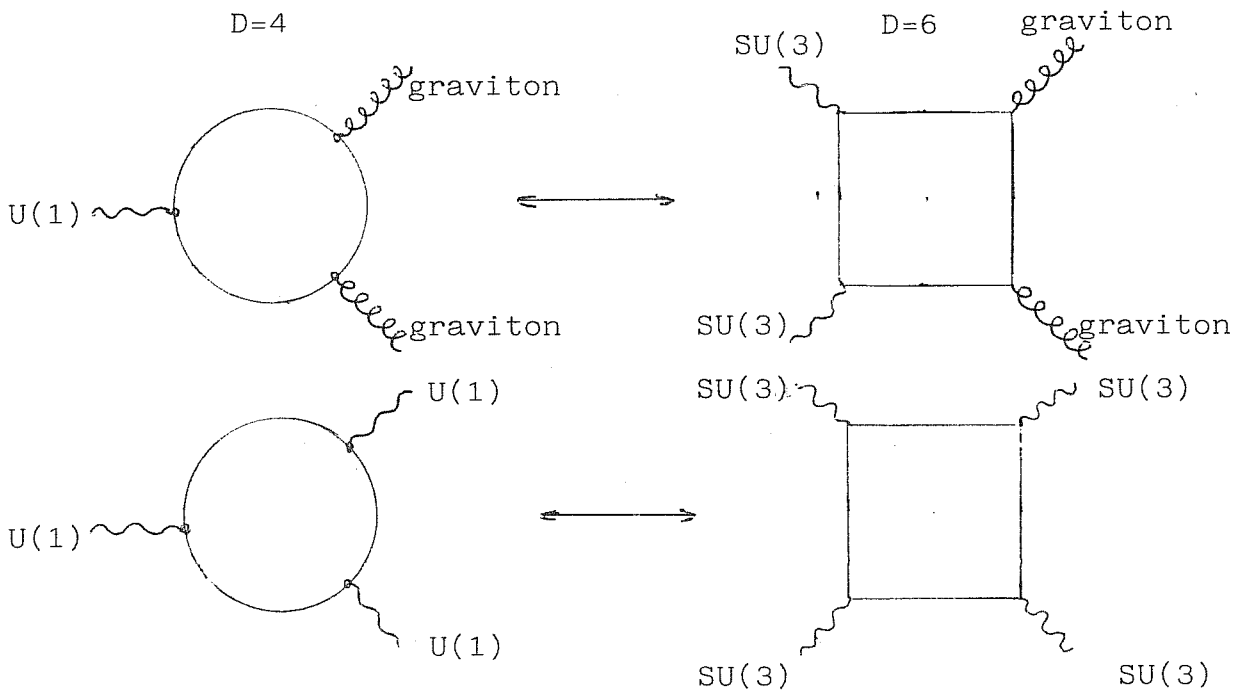 D=4
D=6
graviton
U(1)
graviton
SU(3)
graviton
SU(3)
graviton
U(1)
U(1)
U(1)
SU(3)
SU(3)
SU(3)
SU(3)